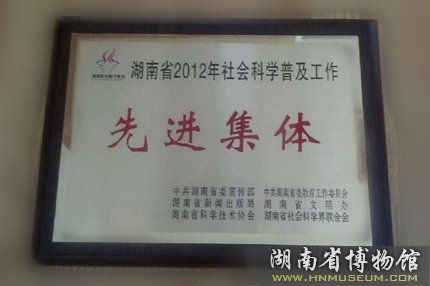 湖南省2012年社会科学普及工作
先进集体
中共湖南省委宣传部 中共湖南省委教育工作委员会
湖南省新闻出版局 湖南省文明办
湖南省科学技术协会 湖南省社会科学界联合会
湖南省博物馆
WWW.HNMUSEUM.COM